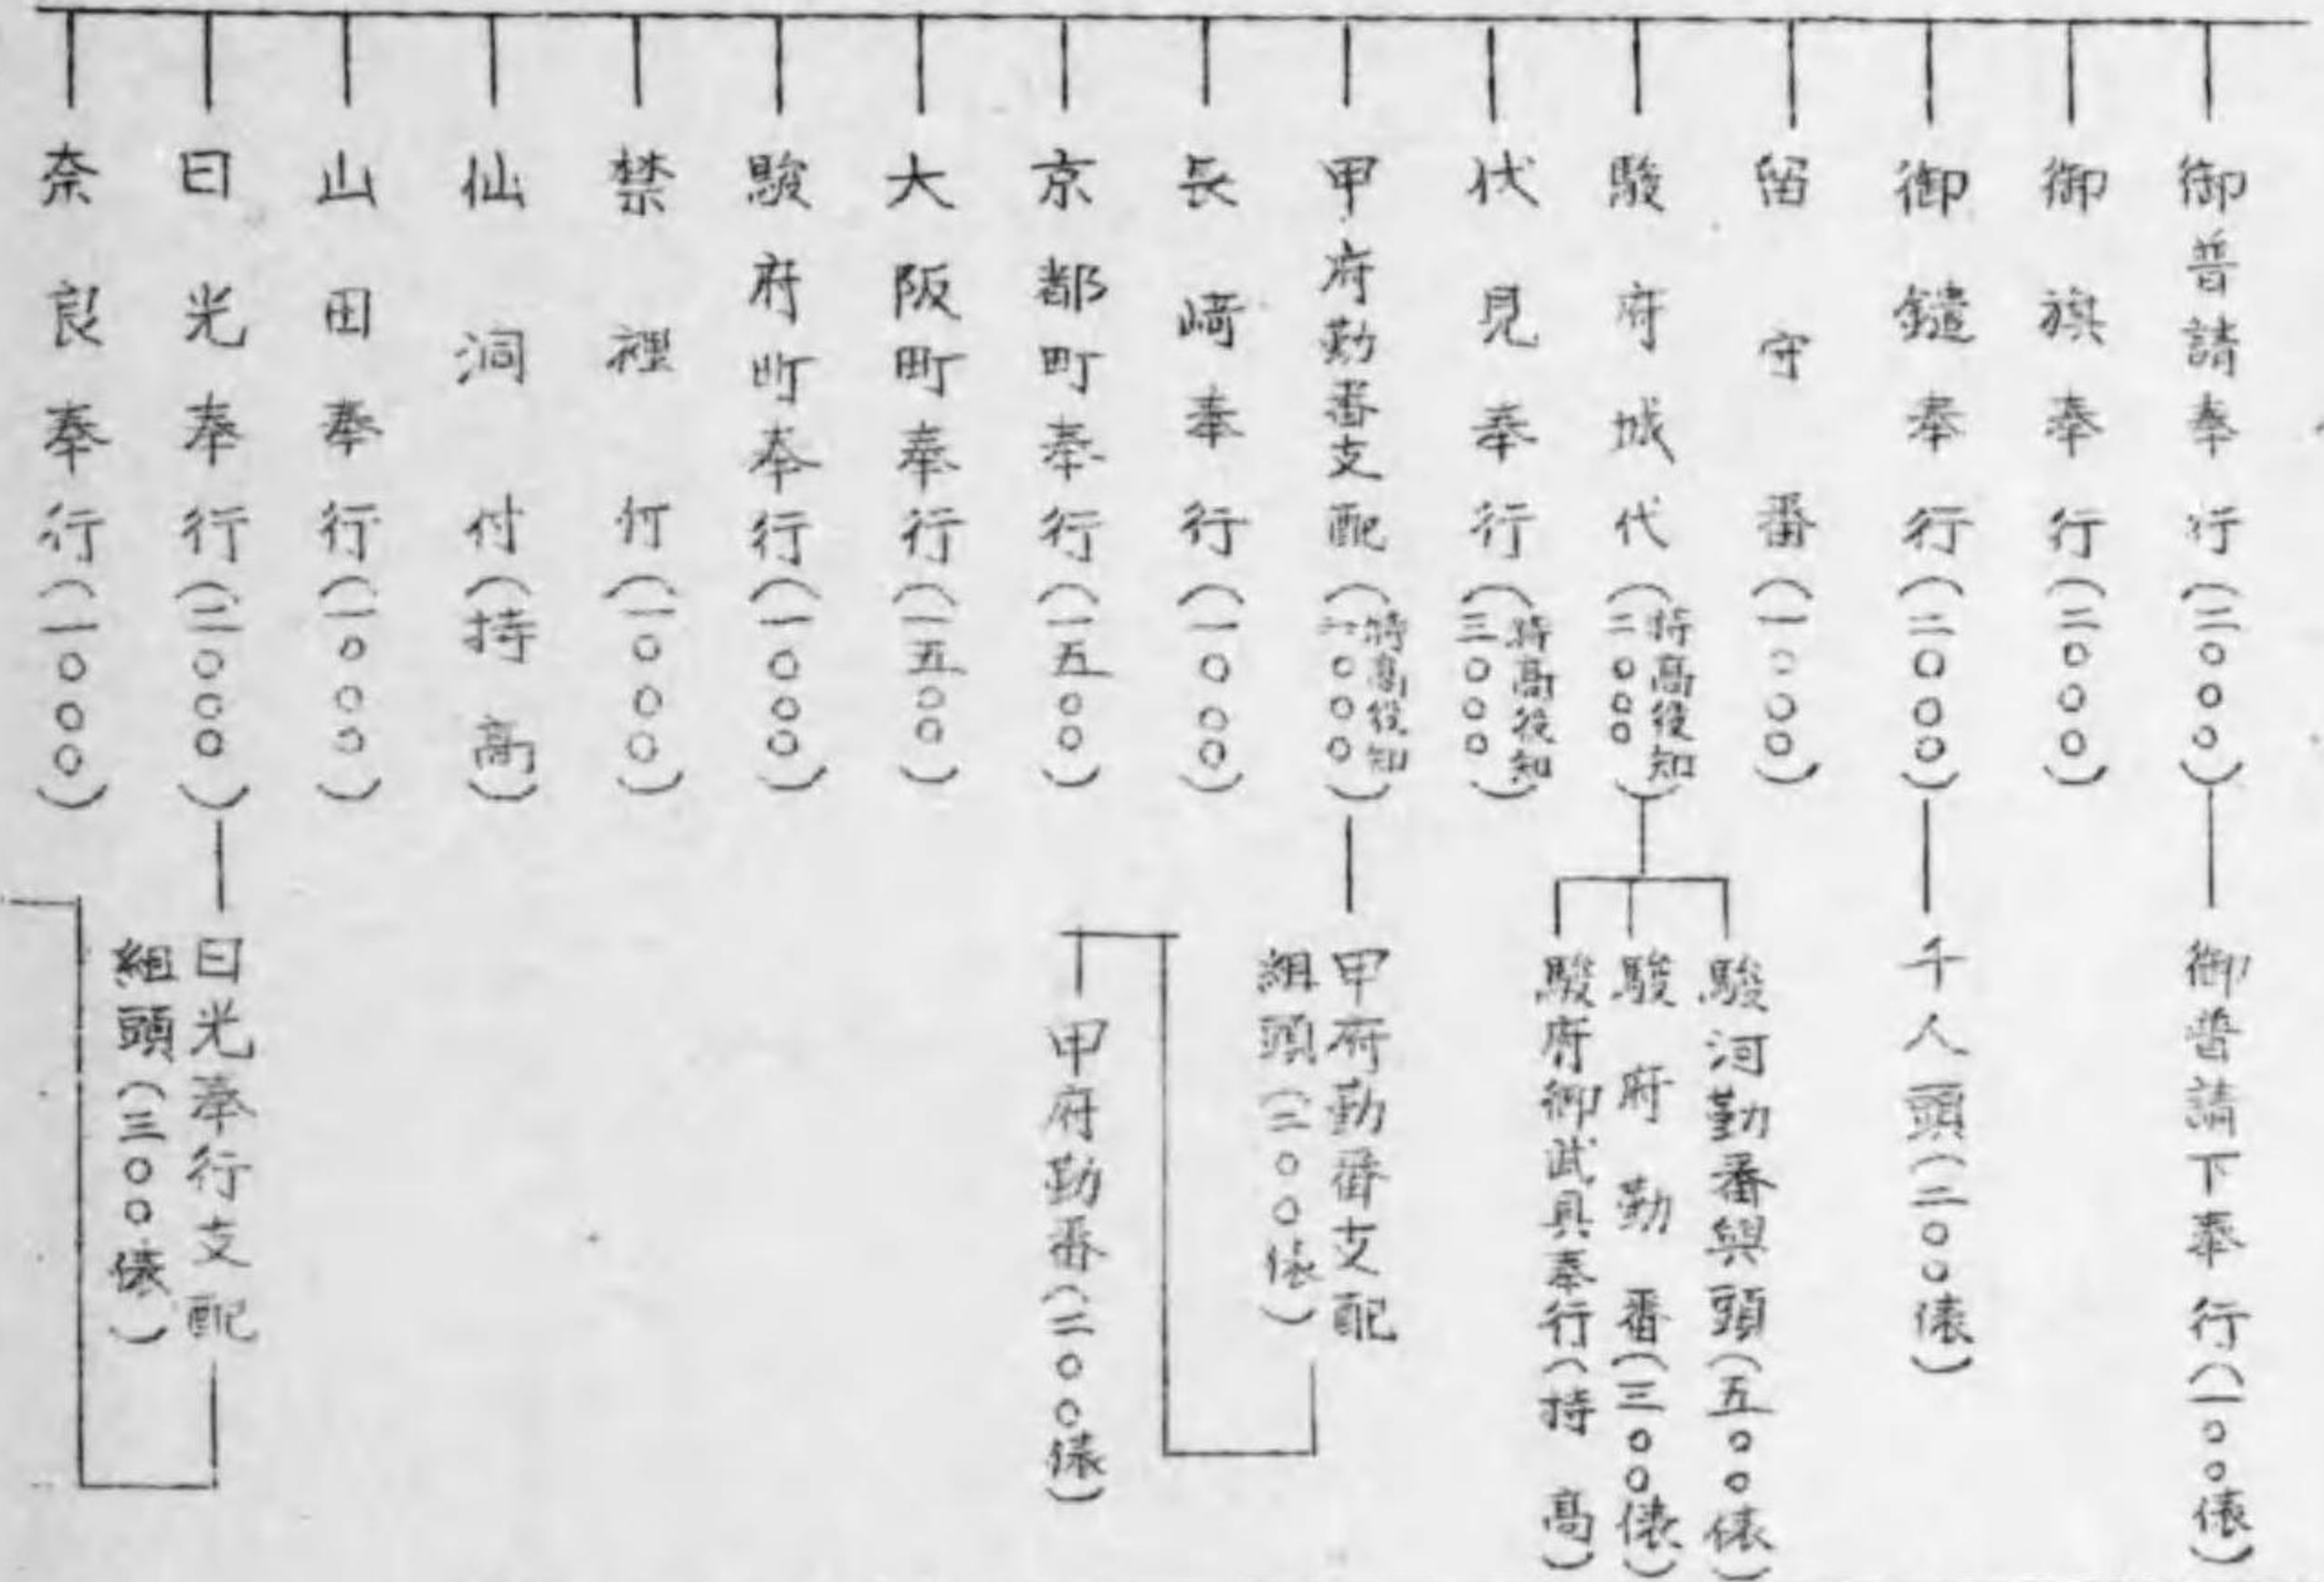 御普請奉行(二〇〇〇)
御普請下奉行(一〇〇俵)
御旗奉行(二〇〇〇)
御鑓奉行(二〇〇〇)
千人頭(二〇〇俵)
留守番(一〇〇〇)
駿府城代(持高役知二〇〇〇)
駿河勤番與頭(五〇〇俵)
駿府勤番(三〇〇俵)
駿府御武具奉行(持高)
伏見奉行(持高役知三〇〇〇)
甲府勤番支配(持高役知
甲府勤番支配
組頭(三〇〇俵)
甲府勤番(二〇〇俵)
長崎奉行(一〇〇〇)
京都町奉行(一五〇〇)
大阪町奉行(一五〇〇)
駿府町奉行(一〇〇〇)
禁裡付(一〇〇〇)
仙洞付(持高)
山田奉行(一〇〇〇)
日光奉行(二〇〇〇)
日光奉行支配
組頭(三〇〇俵)
奈良奉行(一〇〇〇)